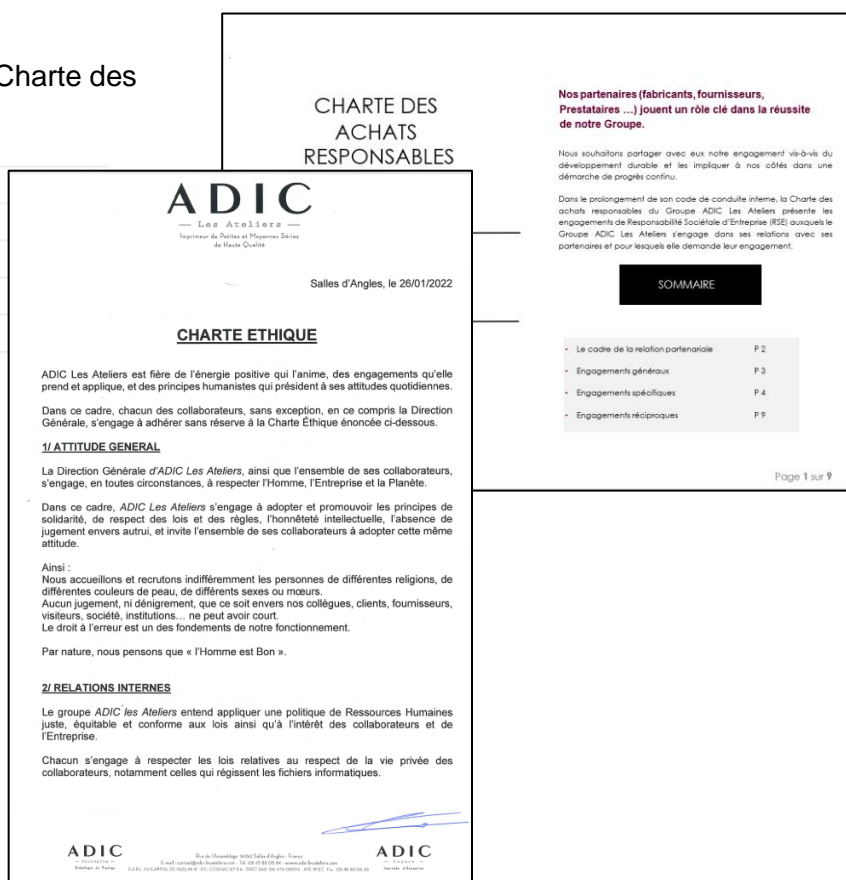 Charte des
CHARTE DES
ACHATS
RESPONSABLES
Nos partenaires (fabricants, fournisseurs,
Prestataires …) jouent un rôle clé dans la réussite
de notre Groupe.
Nous souhaitons partager avec eux notre engagement vis-à-vis du
développement durable et les impliquer à nos côtés dans une
démarche de progrès continu.
Dans le prolongement de son code de conduite interne, la Charte des
achats responsables du Groupe ADIC Les Ateliers présente les
engagements de Responsabilité Sociétale d'Entreprise (RSE) auxquels le
Groupe ADIC Les Ateliers s'engage dans ses relations avec ses
partenaires et pour lesquels elle demande leur engagement.
SOMMAIRE
- Le cadre de la relation partenariale P 2
- Engagements généraux P 3
- Engagements spécifiques P 4
- Engagements réciproques P 9
Page 1 sur 9
ADIC
— Les Ateliers —
Imprimeur de Petites et Moyennes Séries
de Haute Qualité
Salles d'Angles, le 26/01/2022
CHARTE ETHIQUE
ADIC Les Ateliers est fière de l'énergie positive qui l'anime, des engagements qu'elle
prend et applique, et des principes humanistes qui président à ses attitudes quotidiennes.
Dans ce cadre, chacun des collaborateurs, sans exception, en ce compris la Direction
Générale, s'engage à adhérer sans réserve à la Charte Éthique énoncée ci-dessous.
1/ ATTITUDE GENERAL
La Direction Générale d'ADIC Les Ateliers, ainsi que l'ensemble de ses collaborateurs,
s'engage, en toutes circonstances, à respecter l'Homme, l'Entreprise et la Planète.
Dans ce cadre, ADIC Les Ateliers s'engage à adopter et promouvoir les principes de
solidarité, de respect des lois et des règles, l'honnêteté intellectuelle, l'absence de
jugement envers autrui, et invite l'ensemble de ses collaborateurs à adopter cette même
attitude.
Ainsi :
Nous accueillons et recrutons indifféremment les personnes de différentes religions, de
différentes couleurs de peau, de différents sexes ou mœurs.
Aucun jugement, ni dénigrement, que ce soit envers nos collègues, clients, fournisseurs,
visiteurs, société, institutions… ne peut avoir court.
Le droit à l'erreur est un des fondements de notre fonctionnement.
Par nature, nous pensons que « l'Homme est Bon ».
2/ RELATIONS INTERNES
Le groupe ADIC les Ateliers entend appliquer une politique de Ressources Humaines
juste, équitable et conforme aux lois ainsi qu'à l'intérêt des collaborateurs et de
l'Entreprise.
Chacun s'engage à respecter les lois relatives au respect de la vie privée des
collaborateurs, notamment celles qui régissent les fichiers informatiques.
ADIC
ADIC